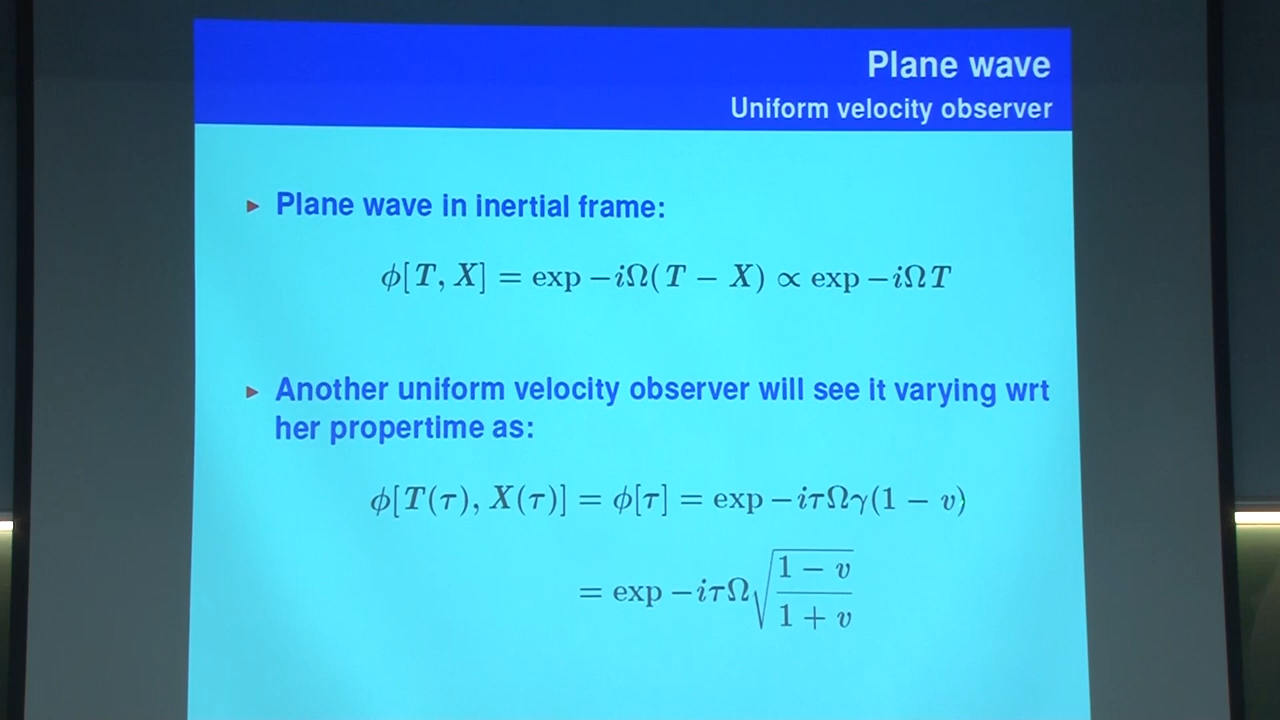 Plane wave
Uniform velocity observer
▸ Plane wave in inertial frame:
ϕ[T, X] = exp −iΩ(T − X) ∝ exp −iΩT
▸ Another uniform velocity observer will see it varying wrt
her propertime as:
ϕ[T(τ), X(τ)] = ϕ[τ] = exp −iτΩγ(1 − v)
= exp −iτΩ√((1 − v)/(1 + v))